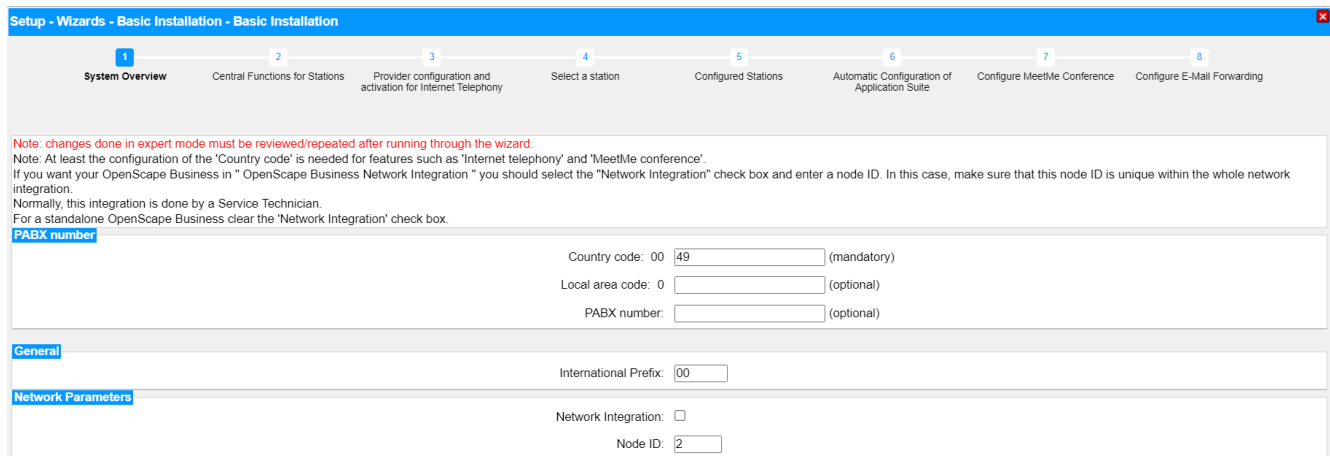 Setup - Wizards - Basic Installation - Basic Installation
1 2 3 4 5 6 7 8
System Overview Central Functions for Stations Provider configuration and activation for Internet Telephony Select a station Configured Stations Automatic Configuration of Application Suite Configure MeetMe Conference Configure E-Mail Forwarding
Note: changes done in expert mode must be reviewed/repeated after running through the wizard.
Note: At least the configuration of the 'Country code' is needed for features such as 'Internet telephony' and 'MeetMe conference'.
If you want your OpenScape Business in " OpenScape Business Network Integration " you should select the "Network Integration" check box and enter a node ID. In this case, make sure that this node ID is unique within the whole network
integration.
Normally, this integration is done by a Service Technician.
For a standalone OpenScape Business clear the 'Network Integration' check box.
PABX number
Country code: 00 49 (mandatory)
Local area code: 0 (optional)
PABX number: (optional)
General
International Prefix: 00
Network Parameters
Network Integration:
Node ID: 2